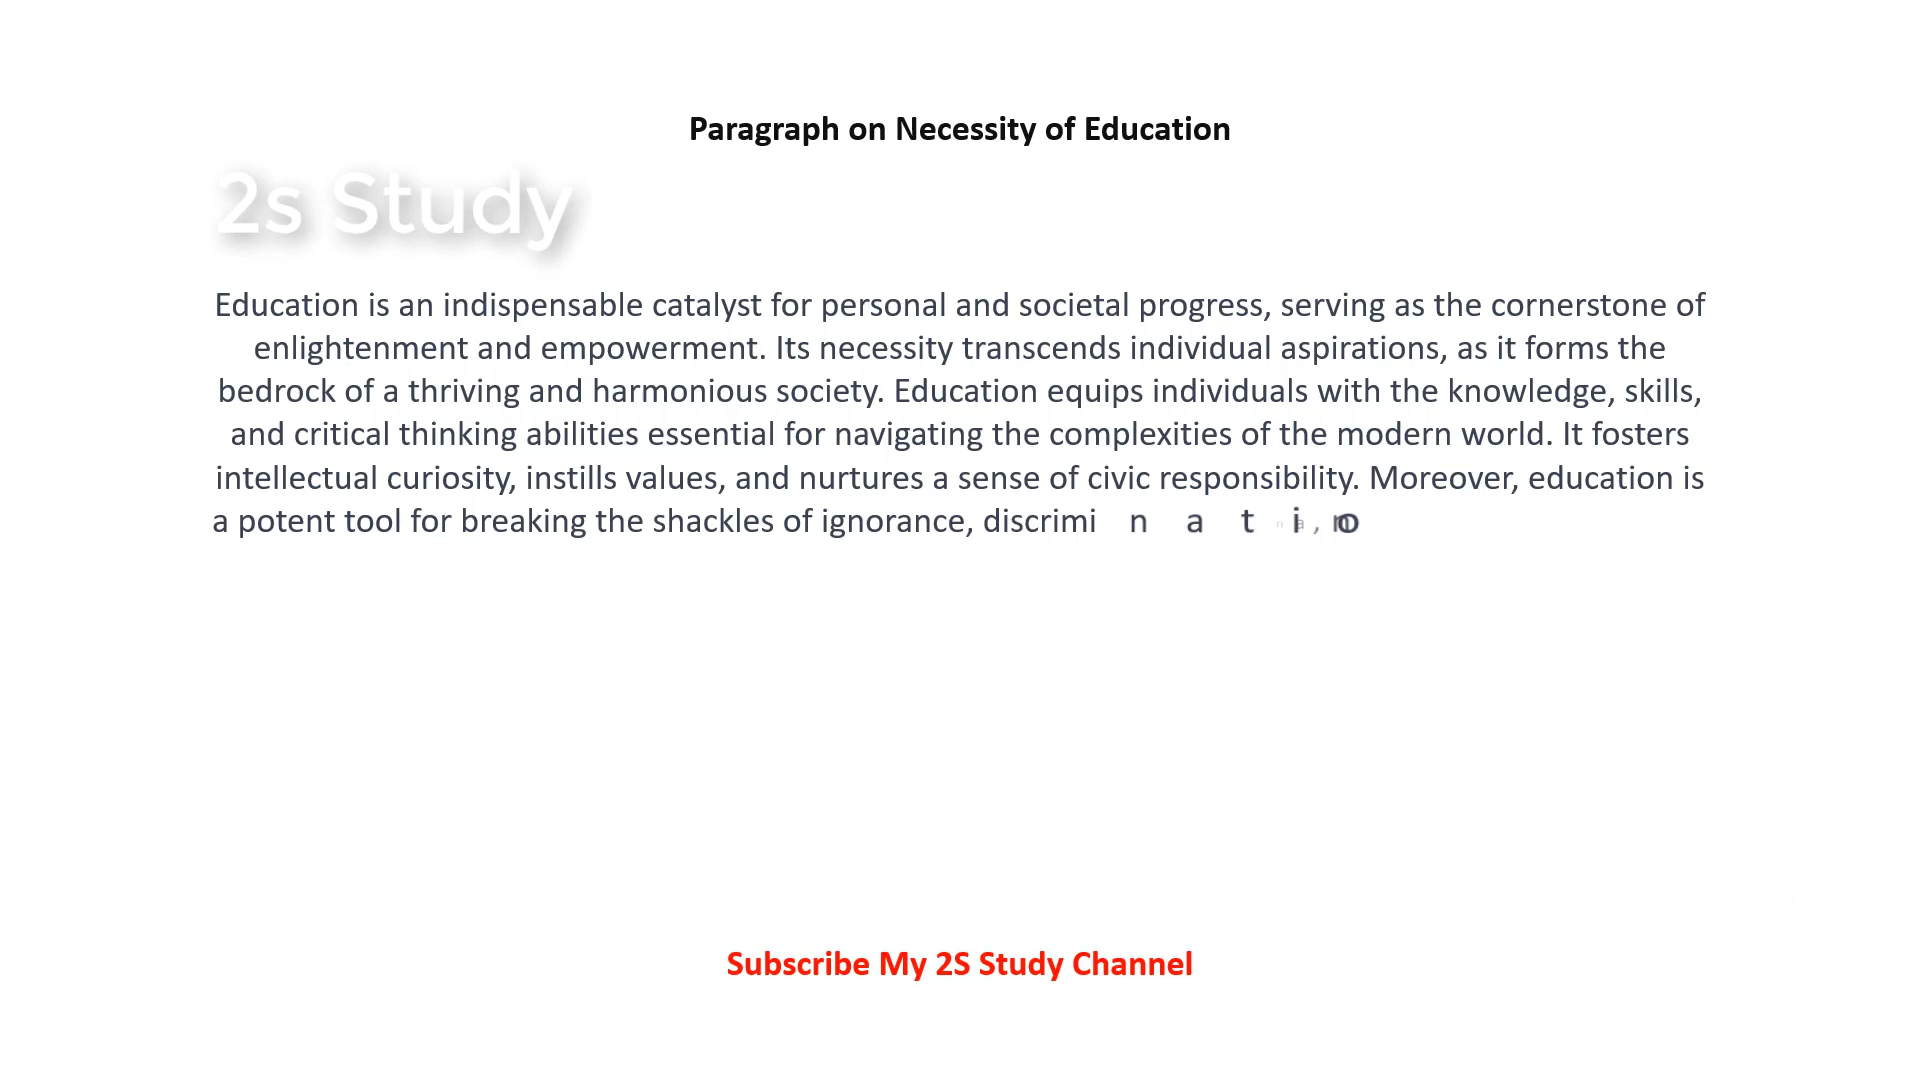 Paragraph on Necessity of Education
2s Study
Education is an indispensable catalyst for personal and societal progress, serving as the cornerstone of
enlightenment and empowerment. Its necessity transcends individual aspirations, as it forms the
bedrock of a thriving and harmonious society. Education equips individuals with the knowledge, skills,
and critical thinking abilities essential for navigating the complexities of the modern world. It fosters
intellectual curiosity, instills values, and nurtures a sense of civic responsibility. Moreover, education is
a potent tool for breaking the shackles of ignorance, discrimi n a t i o
Subscribe My 2S Study Channel